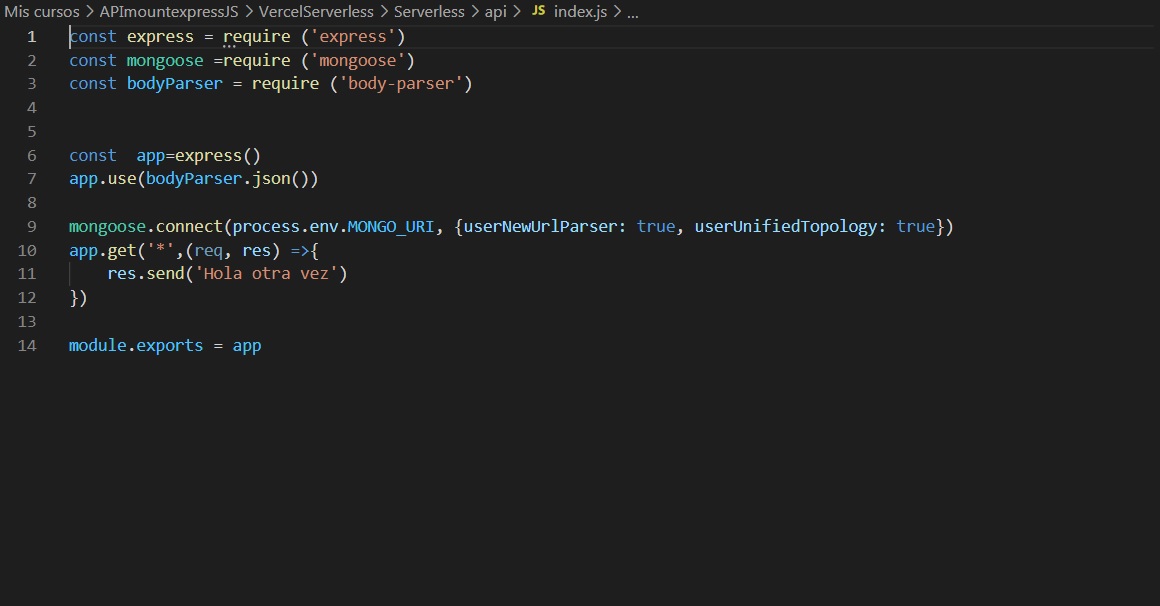 Mis cursos > APImountexpressJS > VercelServerless > Serverless > api > JS index.js > ...
1 const express = require ('express')
2 const mongoose =require ('mongoose')
3 const bodyParser = require ('body-parser')
4
5
6 const  app=express()
7 app.use(bodyParser.json())
8
9 mongoose.connect(process.env.MONGO_URI, {userNewUrlParser: true, userUnifiedTopology: true})
10 app.get('*',(req, res) =>{
11     res.send('Hola otra vez')
12 })
13
14 module.exports = app